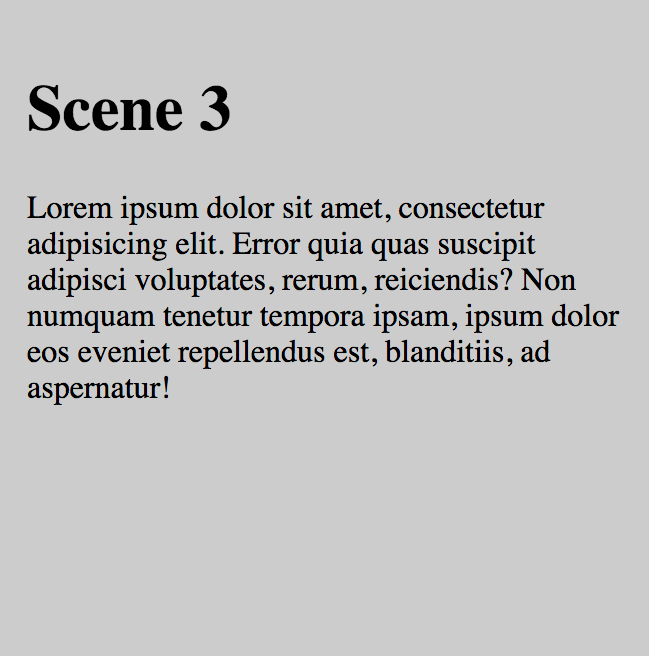 Scene 3
Lorem ipsum dolor sit amet, consectetur
adipisicing elit. Error quia quas suscipit
adipisci voluptates, rerum, reiciendis? Non
numquam tenetur tempora ipsam, ipsum dolor
eos eveniet repellendus est, blanditiis, ad
aspernatur!